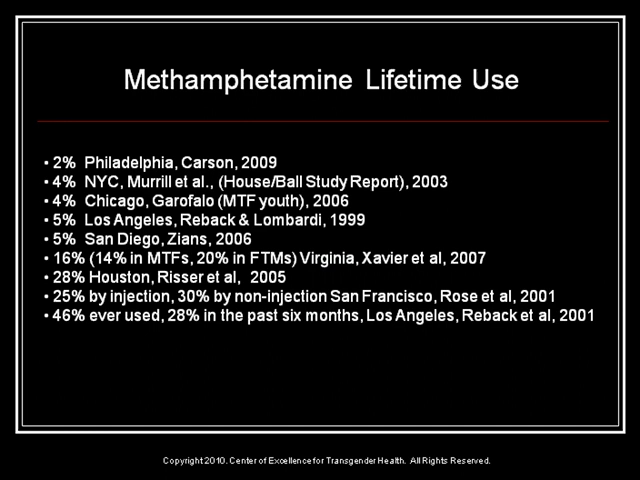 Methamphetamine Lifetime Use
▪ 2% Philadelphia, Carson, 2009
▪ 4% NYC, Murrill et al., (House/Ball Study Report), 2003
▪ 4% Chicago, Garofalo (MTF youth), 2006
▪ 5% Los Angeles, Reback & Lombardi, 1999
▪ 5% San Diego, Zians, 2006
▪ 16% (14% in MTFs, 20% in FTMs) Virginia, Xavier et al, 2007
▪ 28% Houston, Risser et al, 2005
▪ 25% by injection, 30% by non-injection San Francisco, Rose et al, 2001
▪ 46% ever used, 28% in the past six months, Los Angeles, Reback et al, 2001
Copyright 2010. Center of Excellence for Transgender Health. All Rights Reserved.